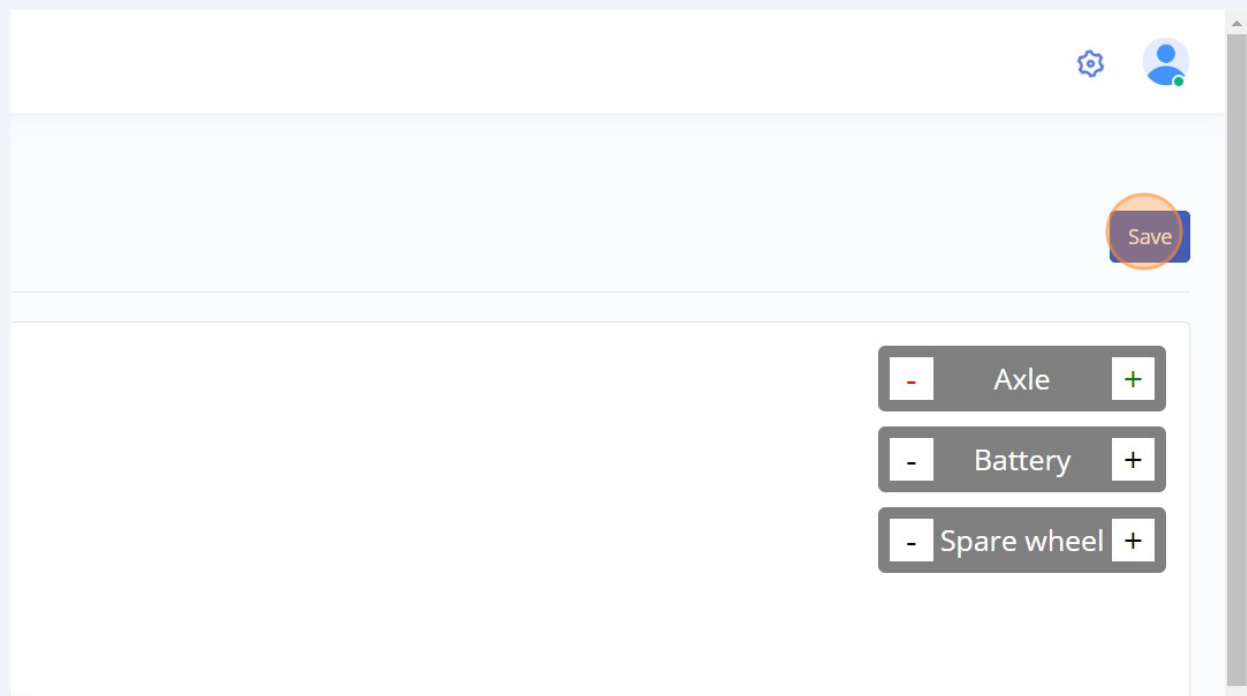 Save
- Axle +
- Battery +
- Spare wheel +